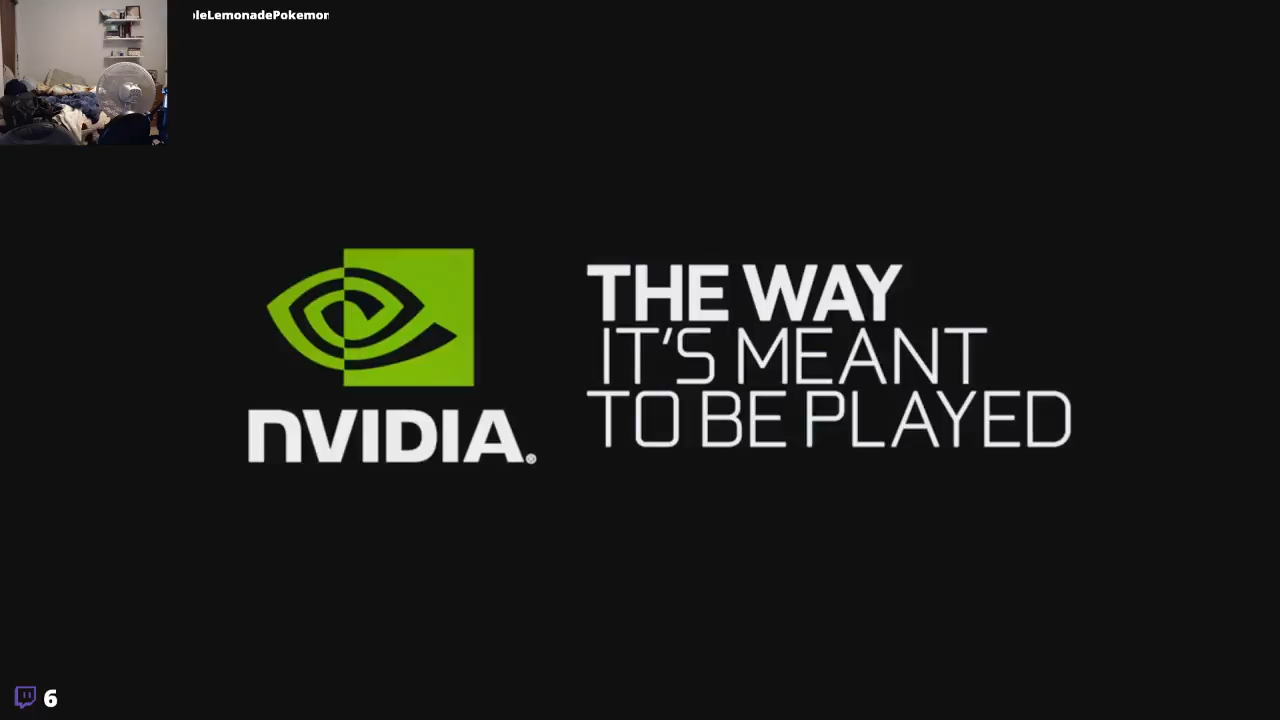 leLemonadePokemon
NVIDIA®
THE WAY
IT'S MEANT
TO BE PLAYED
6